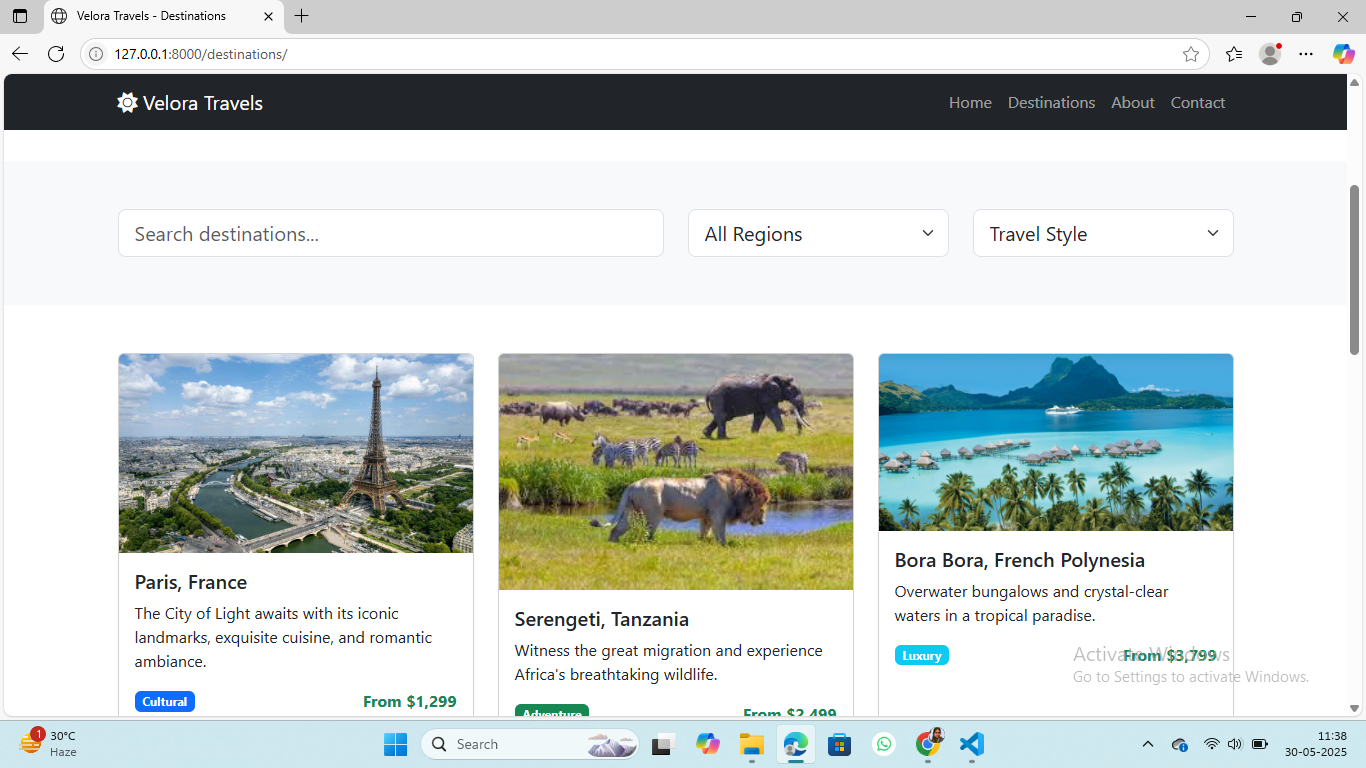 Velora Travels - Destinations
127.0.0.1:8000/destinations/
Velora Travels
Home Destinations About Contact
Search destinations...
All Regions
Travel Style
Paris, France
The City of Light awaits with its iconic
landmarks, exquisite cuisine, and romantic
ambiance.
Cultural
From $1,299
Serengeti, Tanzania
Witness the great migration and experience
Africa's breathtaking wildlife.
Adventure
From $2,499
Bora Bora, French Polynesia
Overwater bungalows and crystal-clear
waters in a tropical paradise.
Luxury
From $3,799
Activate Windows
Go to Settings to activate Windows.
1
30°C
Haze
Search
11:38
30-05-2025